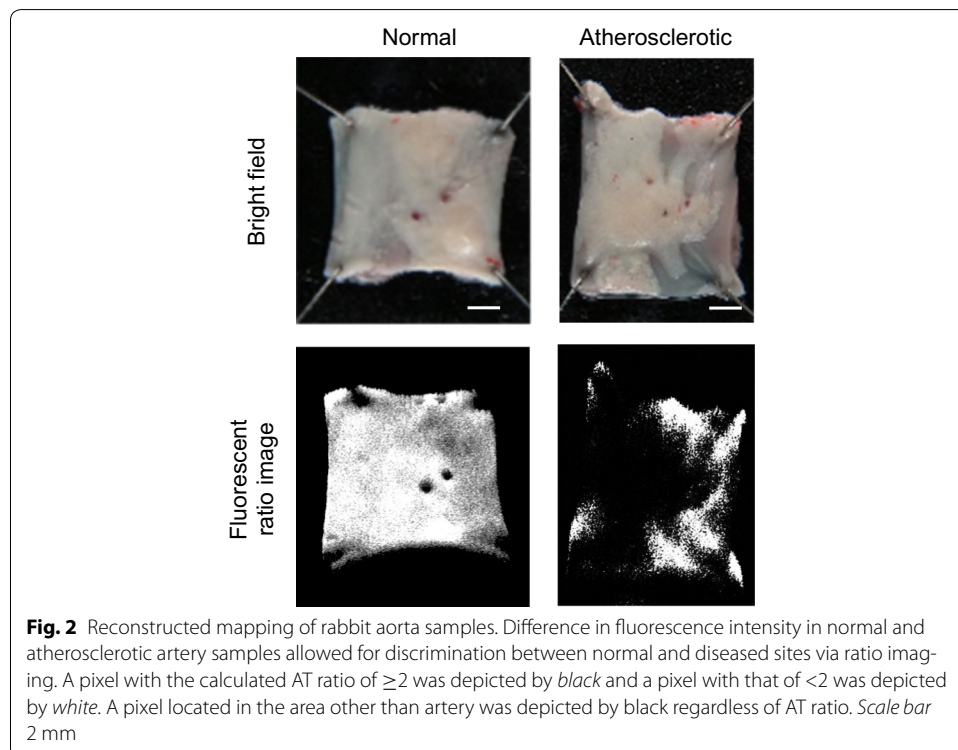 Normal
Atherosclerotic
Bright field
Fluorescent
ratio image
Fig. 2 Reconstructed mapping of rabbit aorta samples. Difference in fluorescence intensity in normal and
atherosclerotic artery samples allowed for discrimination between normal and diseased sites via ratio imag-
ing. A pixel with the calculated AT ratio of ≥2 was depicted by black and a pixel with that of <2 was depicted
by white. A pixel located in the area other than artery was depicted by black regardless of AT ratio. Scale bar
2 mm